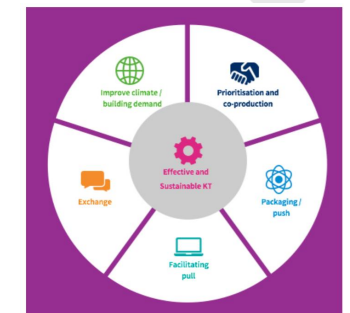 Improve climate /
building demand
Prioritisation and
co-production
Effective and
Sustainable KT
Exchange
Packaging /
push
Facilitating
pull